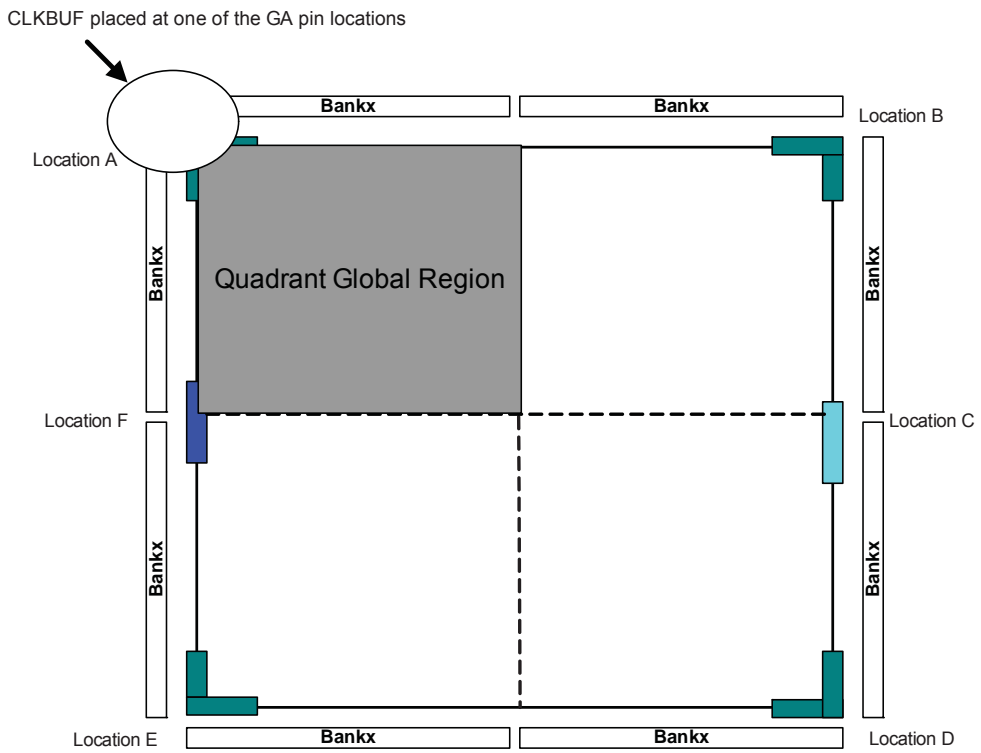 CLKBUF placed at one of the GA pin locations
Bankx
Bankx
Location B
Location A
Bankx
Quadrant Global Region
Bankx
Location F
Location C
Bankx
Bankx
Location E
Bankx
Bankx
Location D